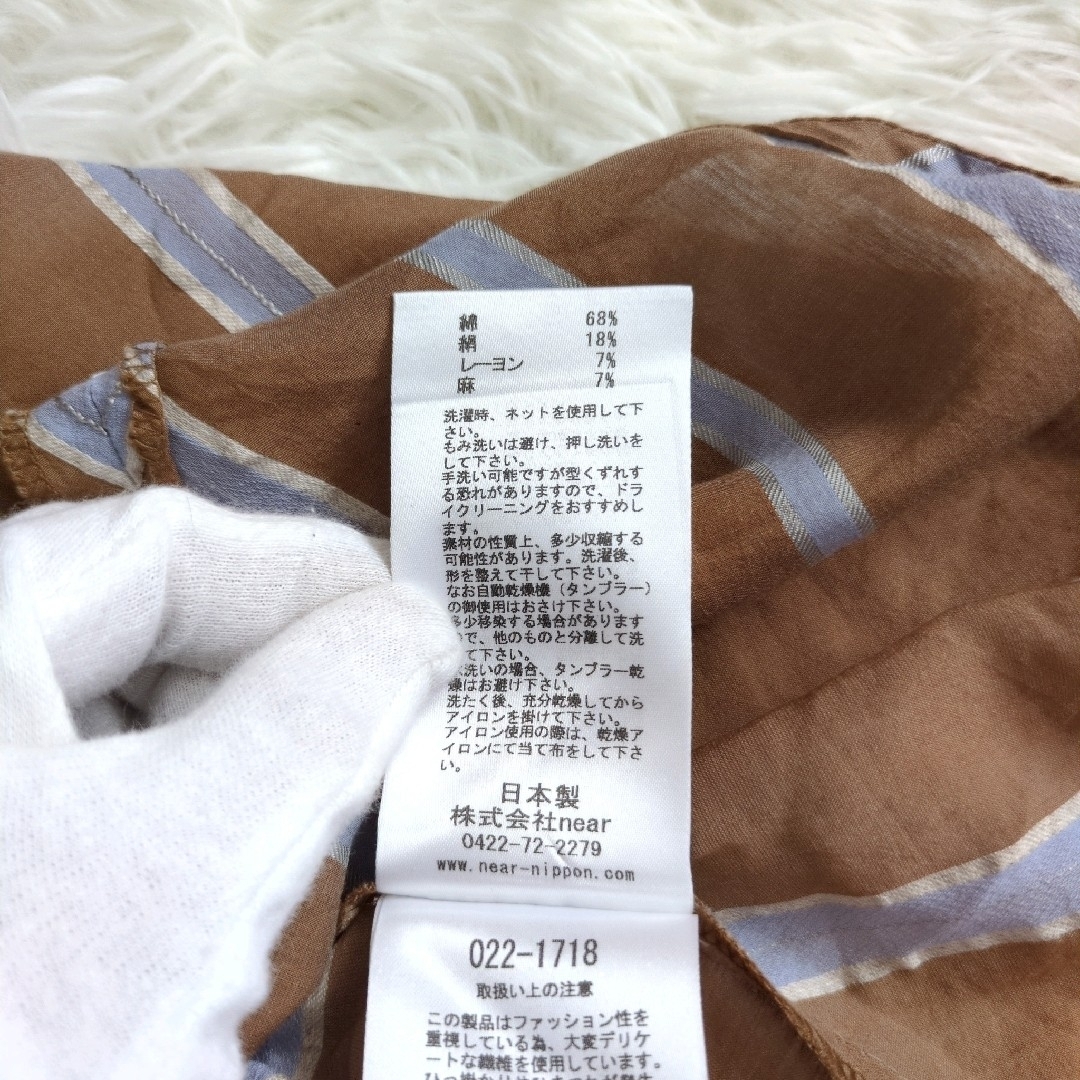 綿 68%
絹 18%
レーヨン 7%
麻 7%
洗濯時、ネットを使用して下
さい。
もみ洗いは避け、押し洗いを
して下さい。
手洗い可能ですが型くずれす
る恐れがありますので、ドラ
イクリーニングをおすすめし
ます。
素材の性質上、多少収縮する
可能性があります。洗濯後、
形を整えて干して下さい。
なお自動乾燥機(タンブラー)
の御使用はおさけ下さい。
多少移染する場合があります
ので、他のものと分離して洗
て下さい。
洗いの場合、タンブラー乾
燥はお避け下さい。
洗たく後、充分乾燥してから
アイロンを掛けて下さい。
アイロン使用の際は、乾燥ア
イロンにて当て布をして下さ
い。
日本製
株式会社near
0422-72-2279
www.near-nippon.com
022-1718
取扱い上の注意
この製品はファッション性を
重視している為、大変デリケ
ートな繊維を使用しています。